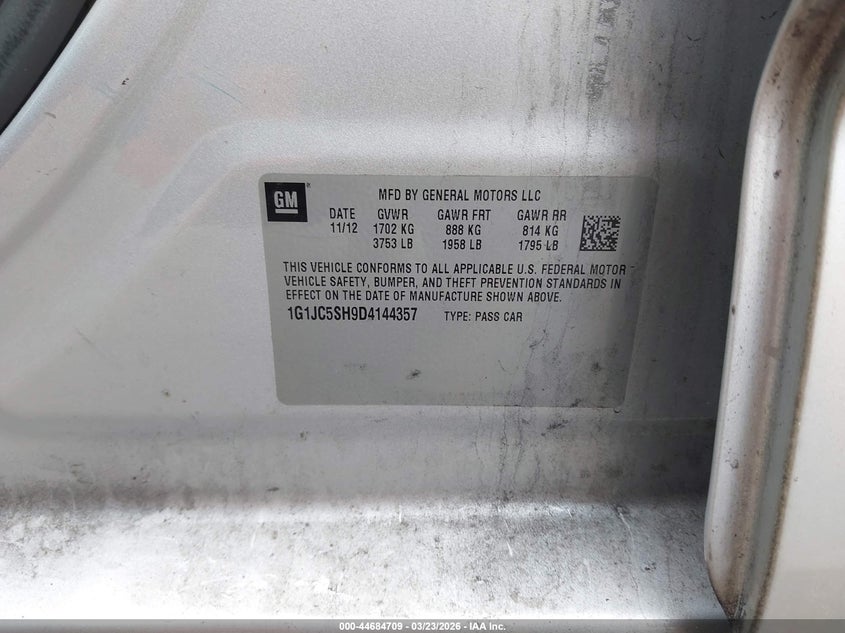 GM
MFD BY GENERAL MOTORS LLC
DATE GVWR GAWR FRT GAWR RR
11/12 1702 KG 888 KG 814 KG
3753 LB 1958 LB 1795 LB
THIS VEHICLE CONFORMS TO ALL APPLICABLE U.S. FEDERAL MOTOR
VEHICLE SAFETY, BUMPER, AND THEFT PREVENTION STANDARDS IN
EFFECT ON THE DATE OF MANUFACTURE SHOWN ABOVE.
1G1JC5SH9D4144357 TYPE: PASS CAR
000-44684709 - 03/23/2026 - IAA Inc.